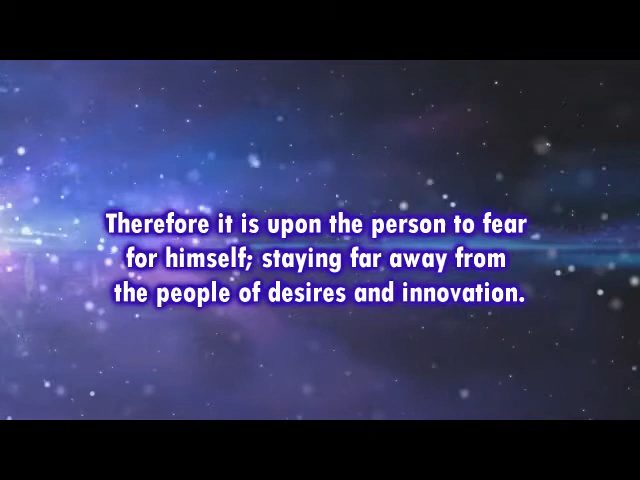 Therefore it is upon the person to fear
for himself; staying far away from
the people of desires and innovation.